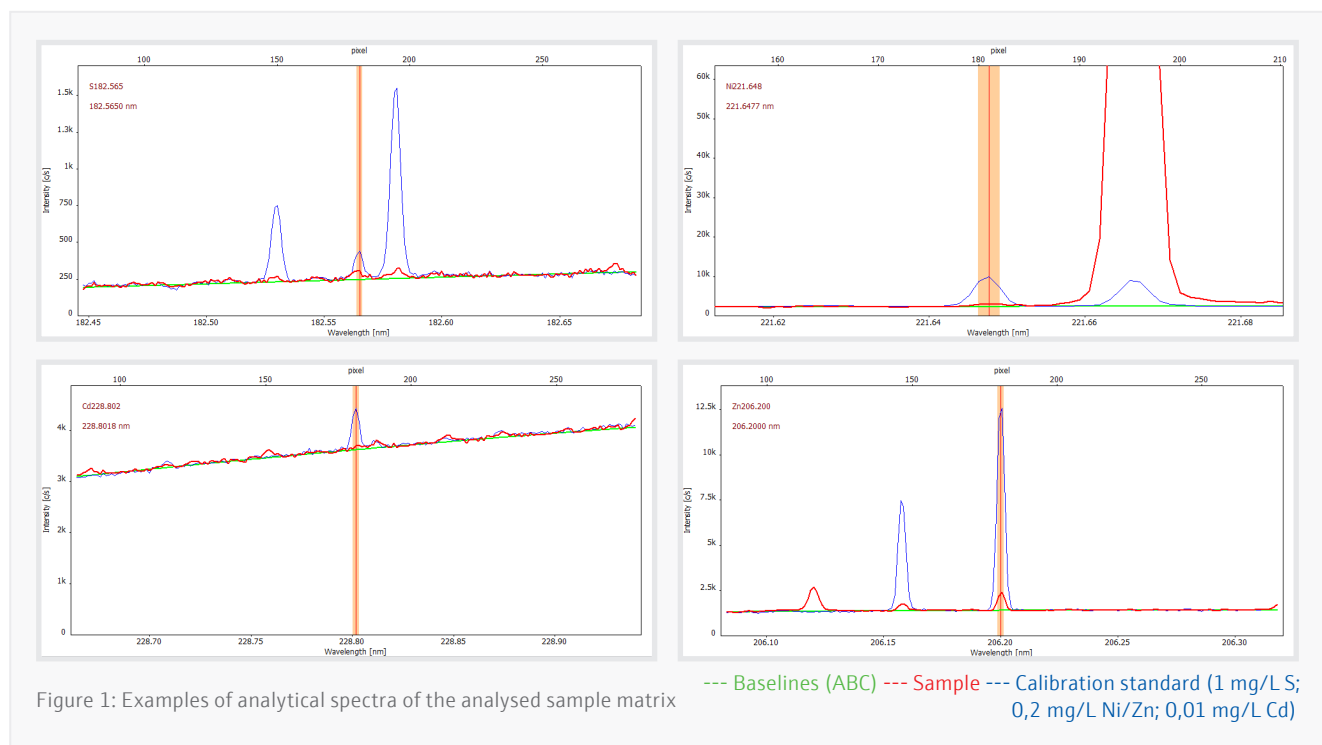 pixel
100 150 200 250
S182.565
182.5650 nm
1.5k
1.3k
1k
750
500
250
0
Intensity [c/s]
182.45 182.50 182.55 182.60 182.65
Wavelength [nm]
pixel
160 170 180 190 200 210
Ni221.648
221.6477 nm
60k
50k
40k
30k
20k
10k
0
Intensity [c/s]
221.62 221.64 221.66 221.68
Wavelength [nm]
pixel
100 150 200 250
Cd228.802
228.8018 nm
4k
3k
2k
1k
0
Intensity [c/s]
228.70 228.75 228.80 228.85 228.90
Wavelength [nm]
pixel
100 150 200 250
Zn206.200
206.2000 nm
12.5k
10k
7.5k
5k
2.5k
0
Intensity [c/s]
206.10 206.15 206.20 206.25 206.30
Wavelength [nm]
Figure 1: Examples of analytical spectra of the analysed sample matrix
--- Baselines (ABC) --- Sample --- Calibration standard (1 mg/L S;
0,2 mg/L Ni/Zn; 0,01 mg/L Cd)